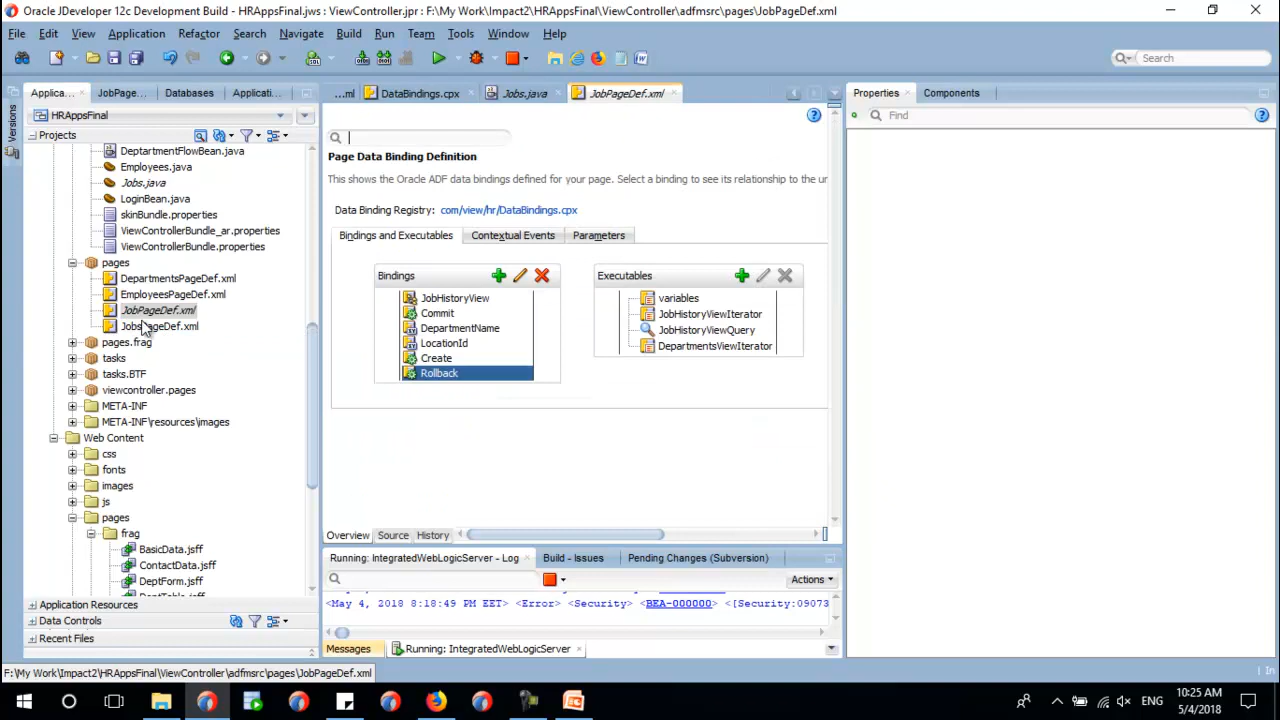 Oracle JDeveloper 12c Development Build - HRAppsFinal.jws : ViewController.jpr : F:\My Work\Impact2\HRAppsFinal\ViewController\adfmsrc\pages\JobPageDef.xml
File Edit View Application Refactor Search Navigate Build Run Team Tools Window Help
Search
Applica... JobPage... Databases Applicati...
...ml DataBindings.cpx Jobs.java JobPageDef.xml
Properties Components
Versions
HRAppsFinal
Find
Projects
DeptartmentFlowBean.java
Employees.java
Jobs.java
LoginBean.java
skinBundle.properties
ViewControllerBundle_ar.properties
ViewControllerBundle.properties
pages
DepartmentsPageDef.xml
EmployeesPageDef.xml
JobPageDef.xml
JobsPageDef.xml
pages.frag
tasks
tasks.BTF
viewcontroller.pages
META-INF
META-INF\resources\images
Web Content
css
fonts
images
js
pages
frag
BasicData.jsff
ContactData.jsff
DeptForm.jsff
Application Resources
Data Controls
Recent Files
Page Data Binding Definition
This shows the Oracle ADF data bindings defined for your page. Select a binding to see its relationship to the ur
Data Binding Registry: com/view/hr/DataBindings.cpx
Bindings and Executables Contextual Events Parameters
Bindings
JobHistoryView
Commit
DepartmentName
LocationId
Create
Rollback
Executables
variables
JobHistoryViewIterator
JobHistoryViewQuery
DepartmentsViewIterator
Overview Source History
Running: IntegratedWebLogicServer - Log Build - Issues Pending Changes (Subversion)
Actions
<May 4, 2018 8:18:49 PM EET> <Error> <Security> <BEA-000000> <[Security:09073
Messages Running: IntegratedWebLogicServer
F:\My Work\Impact2\HRAppsFinal\ViewController\adfmsrc\pages\JobPageDef.xml
In
ENG
10:25 AM
5/4/2018